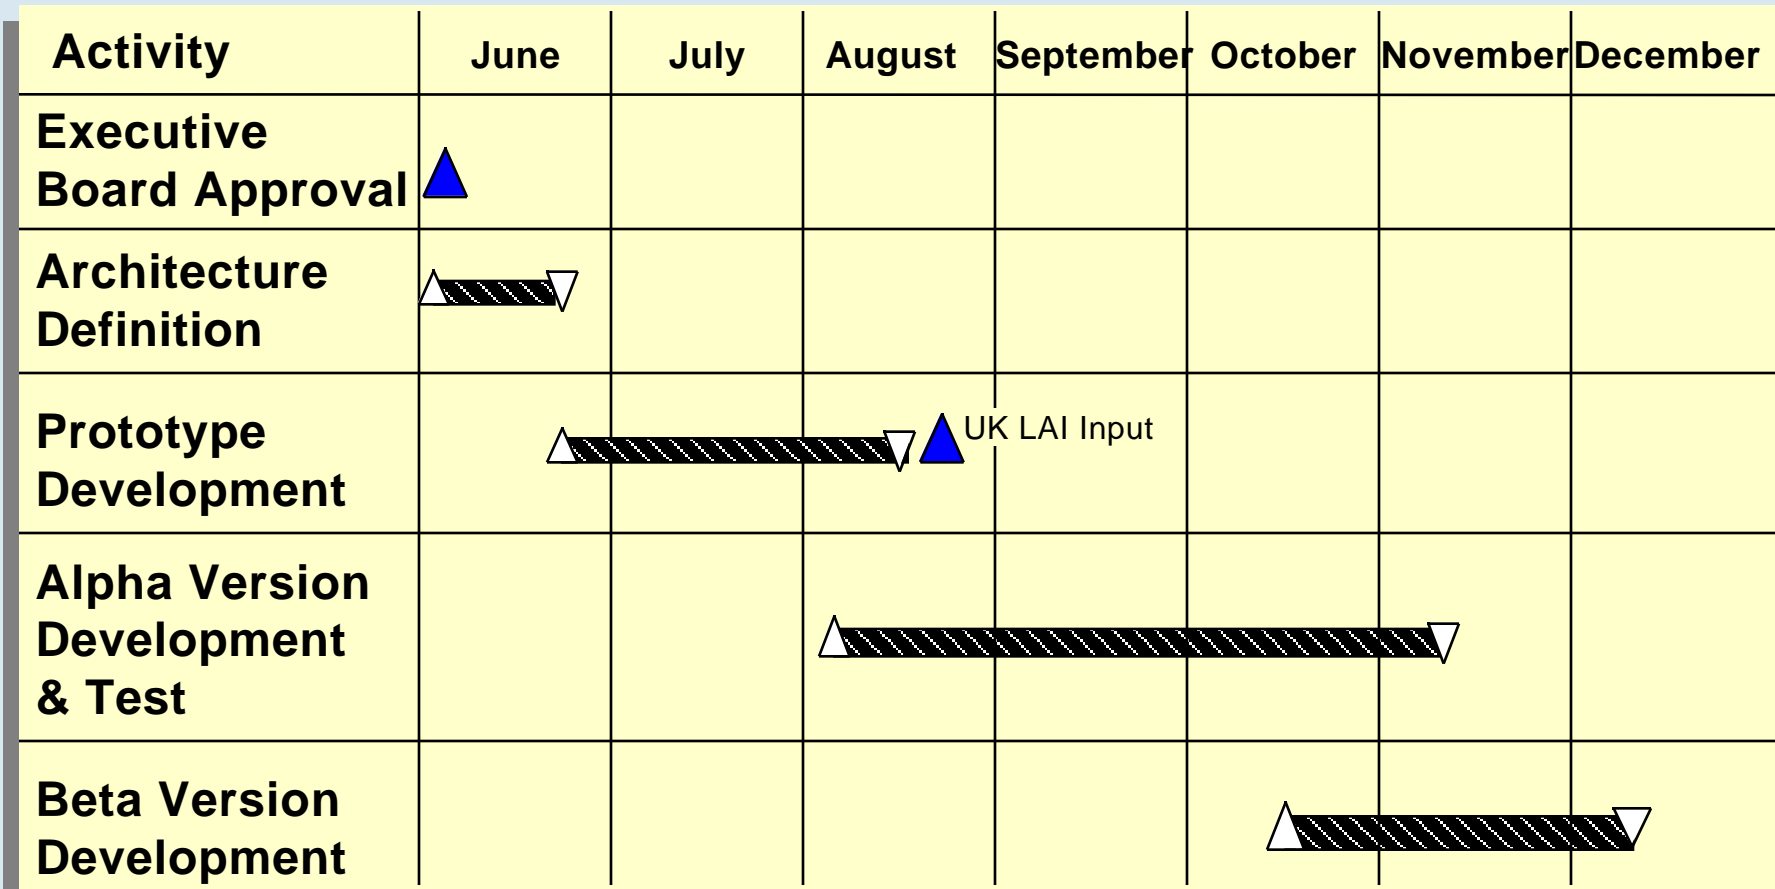 Activity June July August September October November December
Executive
Board Approval
Architecture
Definition
Prototype
Development
UK LAI Input
Alpha Version
Development
& Test
Beta Version
Development